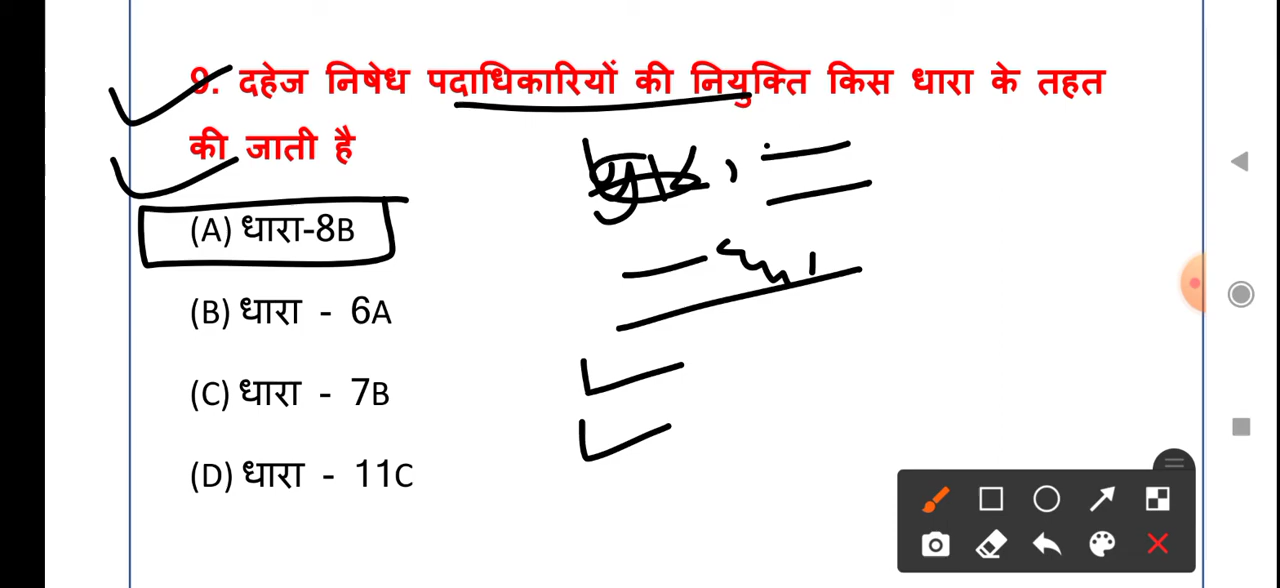 9. दहेज निषेध पदाधिकारियों की नियुक्ति किस धारा के तहत
की जाती है
(A) धारा-8B
(B) धारा - 6A
(C) धारा - 7B
(D) धारा - 11C